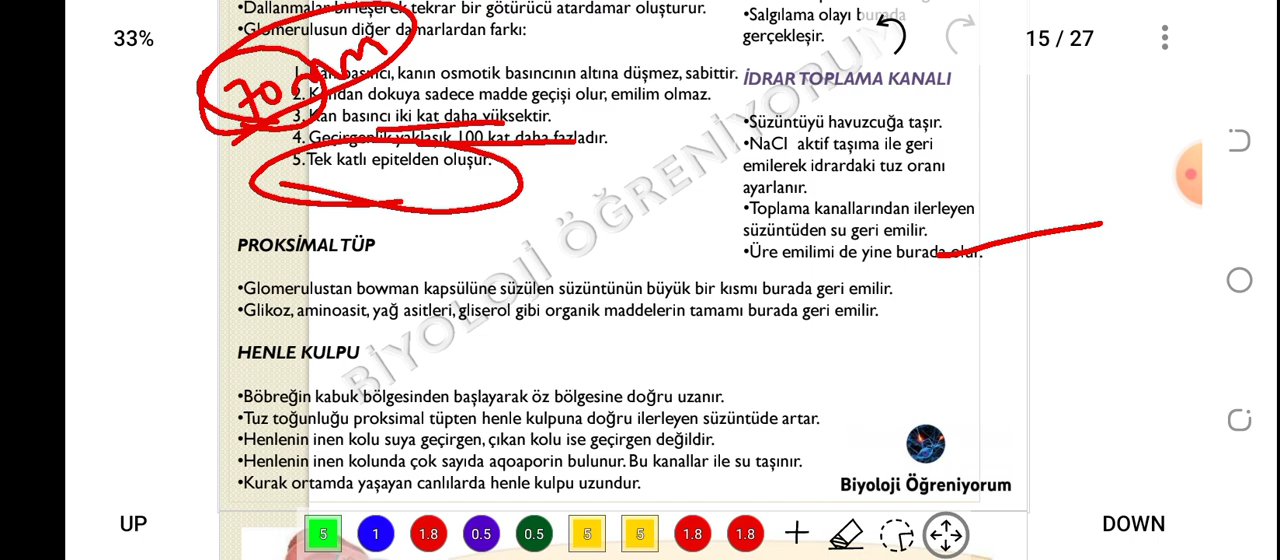 •Dallanmalar birleşerek tekrar bir götürücü atardamar oluşturur.
•Glomerulusun diğer damarlardan farkı:
1. Kan basıncı, kanın osmotik basıncının altına düşmez, sabittir.
2. Kandan dokuya sadece madde geçişi olur, emilim olmaz.
3. Kan basıncı iki kat daha yüksektir.
4. Geçirgenlik yaklaşık 100 kat daha fazladır.
5. Tek katlı epitelden oluşur.
PROKSİMAL TÜP
•Glomerulustan bowman kapsülüne süzülen süzüntünün büyük bir kısmı burada geri emilir.
•Glikoz, aminoasit, yağ asitleri, gliserol gibi organik maddelerin tamamı burada geri emilir.
HENLE KULPU
•Böbreğin kabuk bölgesinden başlayarak öz bölgesine doğru uzanır.
•Tuz toğunluğu proksimal tüpten henle kulpuna doğru ilerleyen süzüntüde artar.
•Henlenin inen kolu suya geçirgen, çıkan kolu ise geçirgen değildir.
•Henlenin inen kolunda çok sayıda aqoaporin bulunur. Bu kanallar ile su taşınır.
•Kurak ortamda yaşayan canlılarda henle kulpu uzundur.
•Salgılama olayı burada
gerçekleşir.
İDRAR TOPLAMA KANALI
•Süzüntüyü havuzcuğa taşır.
•NaCl aktif taşıma ile geri
emilerek idrardaki tuz oranı
ayarlanır.
•Toplama kanallarından ilerleyen
süzüntüden su geri emilir.
•Üre emilimi de yine burada olur.
BİYOLOJİ ÖĞRENİYORUM
Biyoloji Öğreniyorum
33%
15 / 27
UP
5
1
1.8
0.5
0.5
5
5
1.8
1.8
DOWN